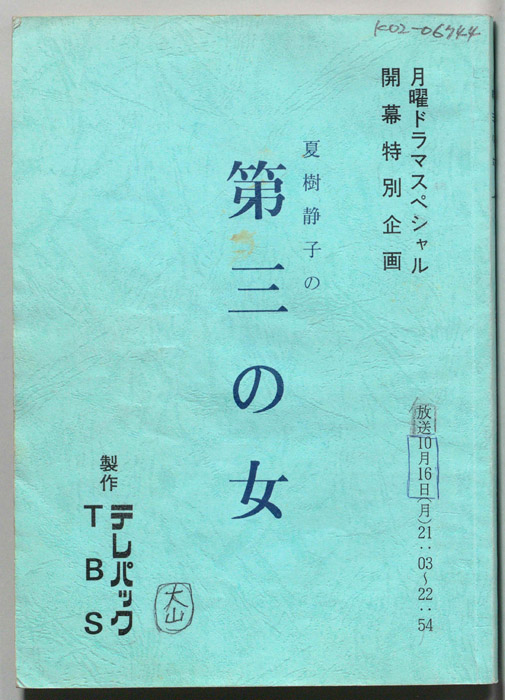 K02-06744
月曜ドラマスペシャル
開幕特別企画
夏樹静子の
第三の女
放送10月16日(月)21:03〜22:54
製作
テレパック
TBS
大山